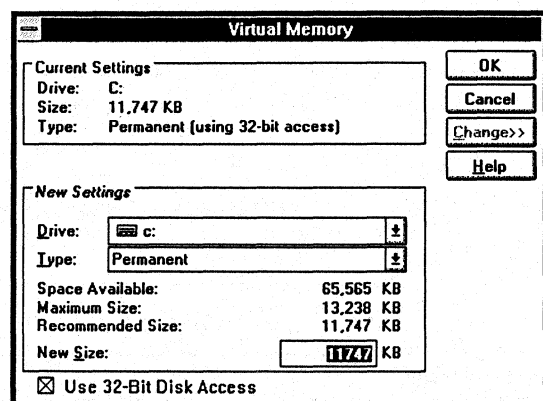 Virtual Memory
Current Settings
Drive: C:
Size: 11,747 KB
Type: Permanent (using 32-bit access)
OK
Cancel
Change>>
Help
New Settings
Drive: c:
Type: Permanent
Space Available: 65,565 KB
Maximum Size: 13,238 KB
Recommended Size: 11,747 KB
New Size: 11747 KB
Use 32-Bit Disk Access